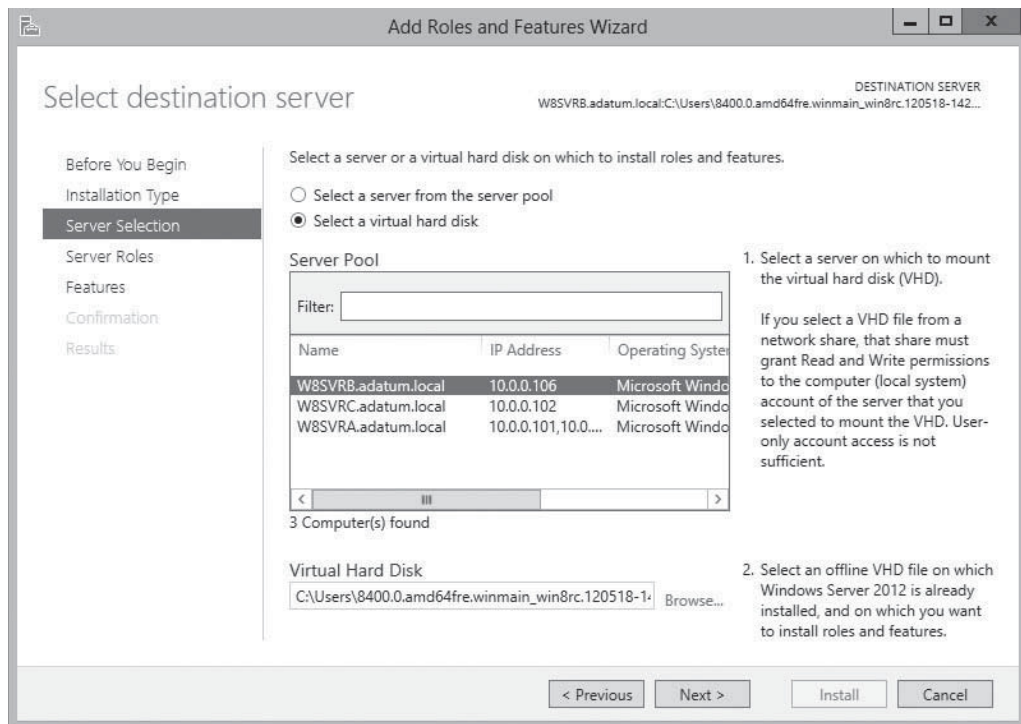 Add Roles and Features Wizard
Select destination server
DESTINATION SERVER
W8SVRB.adatum.local:C:\Users\8400.0.amd64fre.winmain_win8rc.120518-142...
Before You Begin
Installation Type
Server Selection
Server Roles
Features
Confirmation
Results
Select a server or a virtual hard disk on which to install roles and features.
Select a server from the server pool
Select a virtual hard disk
Server Pool
Filter:
Name IP Address Operating System
W8SVRB.adatum.local 10.0.0.106 Microsoft Windo
W8SVRC.adatum.local 10.0.0.102 Microsoft Windo
W8SVRA.adatum.local 10.0.0.101,10.0.... Microsoft Windo
3 Computer(s) found
Virtual Hard Disk
C:\Users\8400.0.amd64fre.winmain_win8rc.120518-14
Browse...
1. Select a server on which to mount
the virtual hard disk (VHD).
If you select a VHD file from a
network share, that share must
grant Read and Write permissions
to the computer (local system)
account of the server that you
selected to mount the VHD. User-
only account access is not
sufficient.
2. Select an offline VHD file on which
Windows Server 2012 is already
installed, and on which you want
to install roles and features.
< Previous
Next >
Install
Cancel